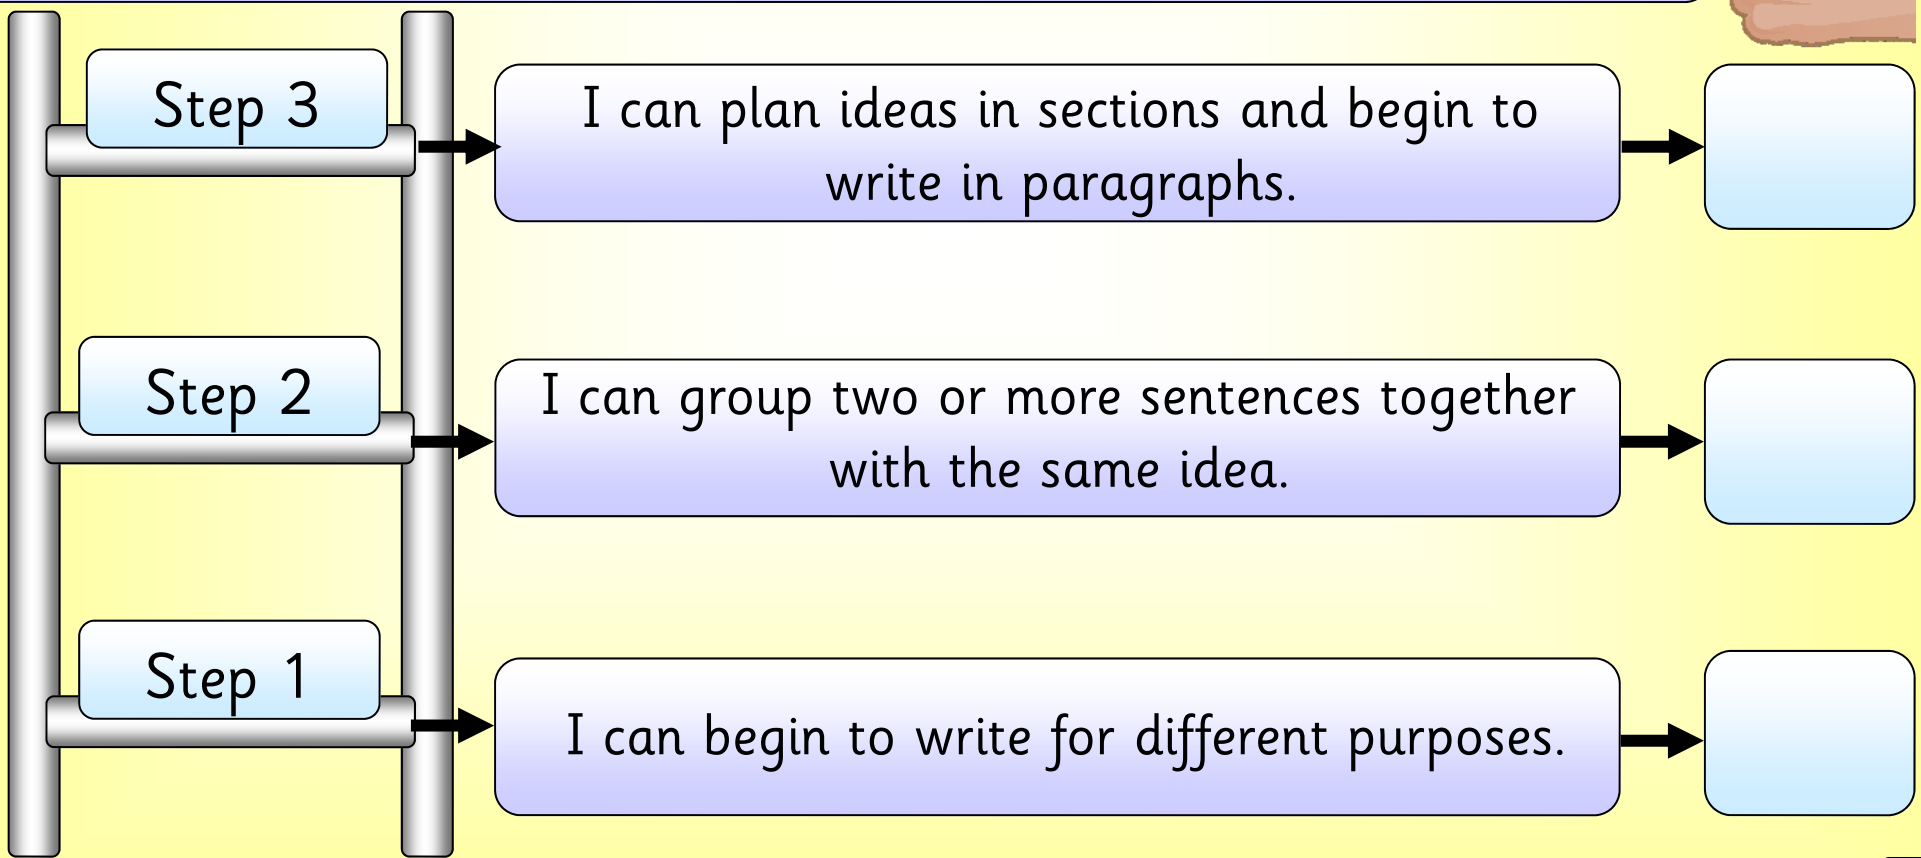 Step 3
I can plan ideas in sections and begin to
write in paragraphs.
Step 2
I can group two or more sentences together
with the same idea.
Step 1
I can begin to write for different purposes.